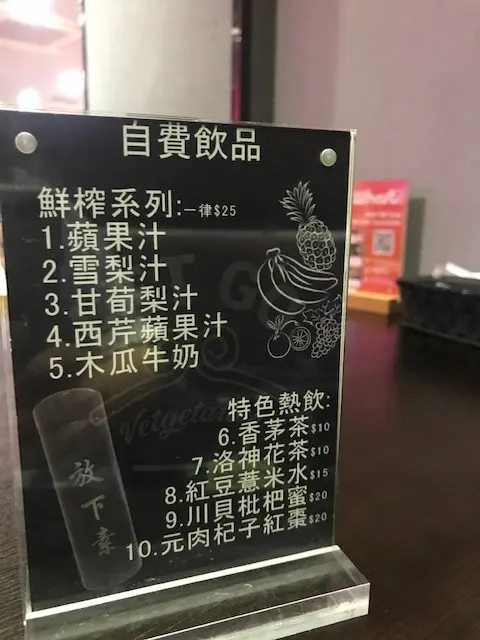 自費飲品
鮮榨系列:一律$25
1.蘋果汁
2.雪梨汁
3.甘荀梨汁
4.西芹蘋果汁
5.木瓜牛奶
特色熱飲:
6.香茅茶$10
7.洛神花茶$10
8.紅豆薏米水$15
9.川貝枇杷蜜$20
10.元肉杞子紅棗$20
放下素